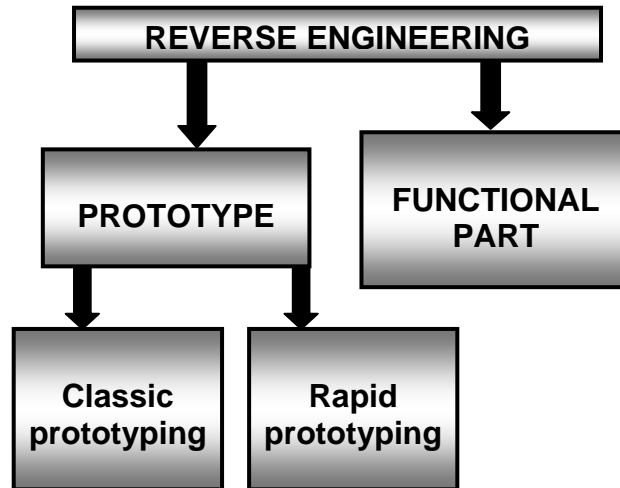 REVERSE ENGINEERING
PROTOTYPE
FUNCTIONAL
PART
Classic
prototyping
Rapid
prototyping